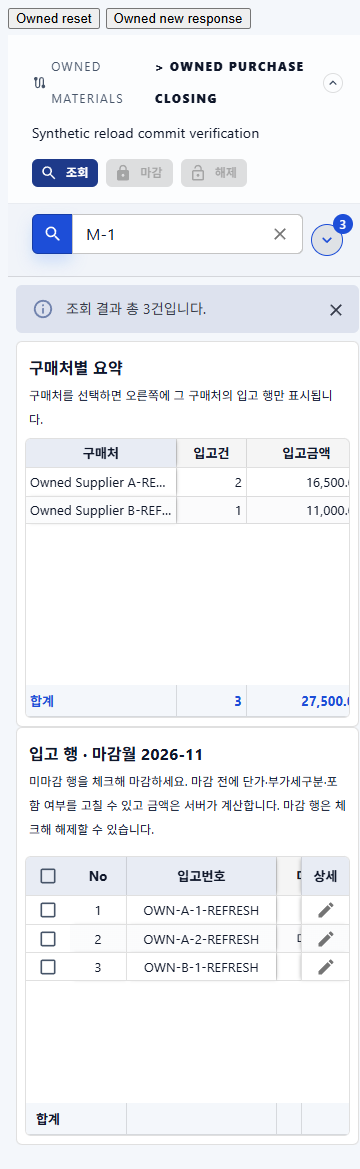 Owned reset Owned new response
OWNED MATERIALS > OWNED PURCHASE CLOSING
Synthetic reload commit verification
조회 마감 해제
M-1 3
조회 결과 총 3건입니다.
구매처별 요약
구매처를 선택하면 오른쪽에 그 구매처의 입고 행만 표시됩니
다.
구매처 입고건 입고금액
Owned Supplier A-RE... 2 16,500.
Owned Supplier B-REF... 1 11,000.
합계 3 27,500.
입고 행 · 마감월 2026-11
미마감 행을 체크해 마감하세요. 마감 전에 단가·부가세구분·포
함 여부를 고칠 수 있고 금액은 서버가 계산합니다. 마감 행은 체
크해 해제할 수 있습니다.
No 입고번호 상세
1 OWN-A-1-REFRESH
2 OWN-A-2-REFRESH
3 OWN-B-1-REFRESH
합계